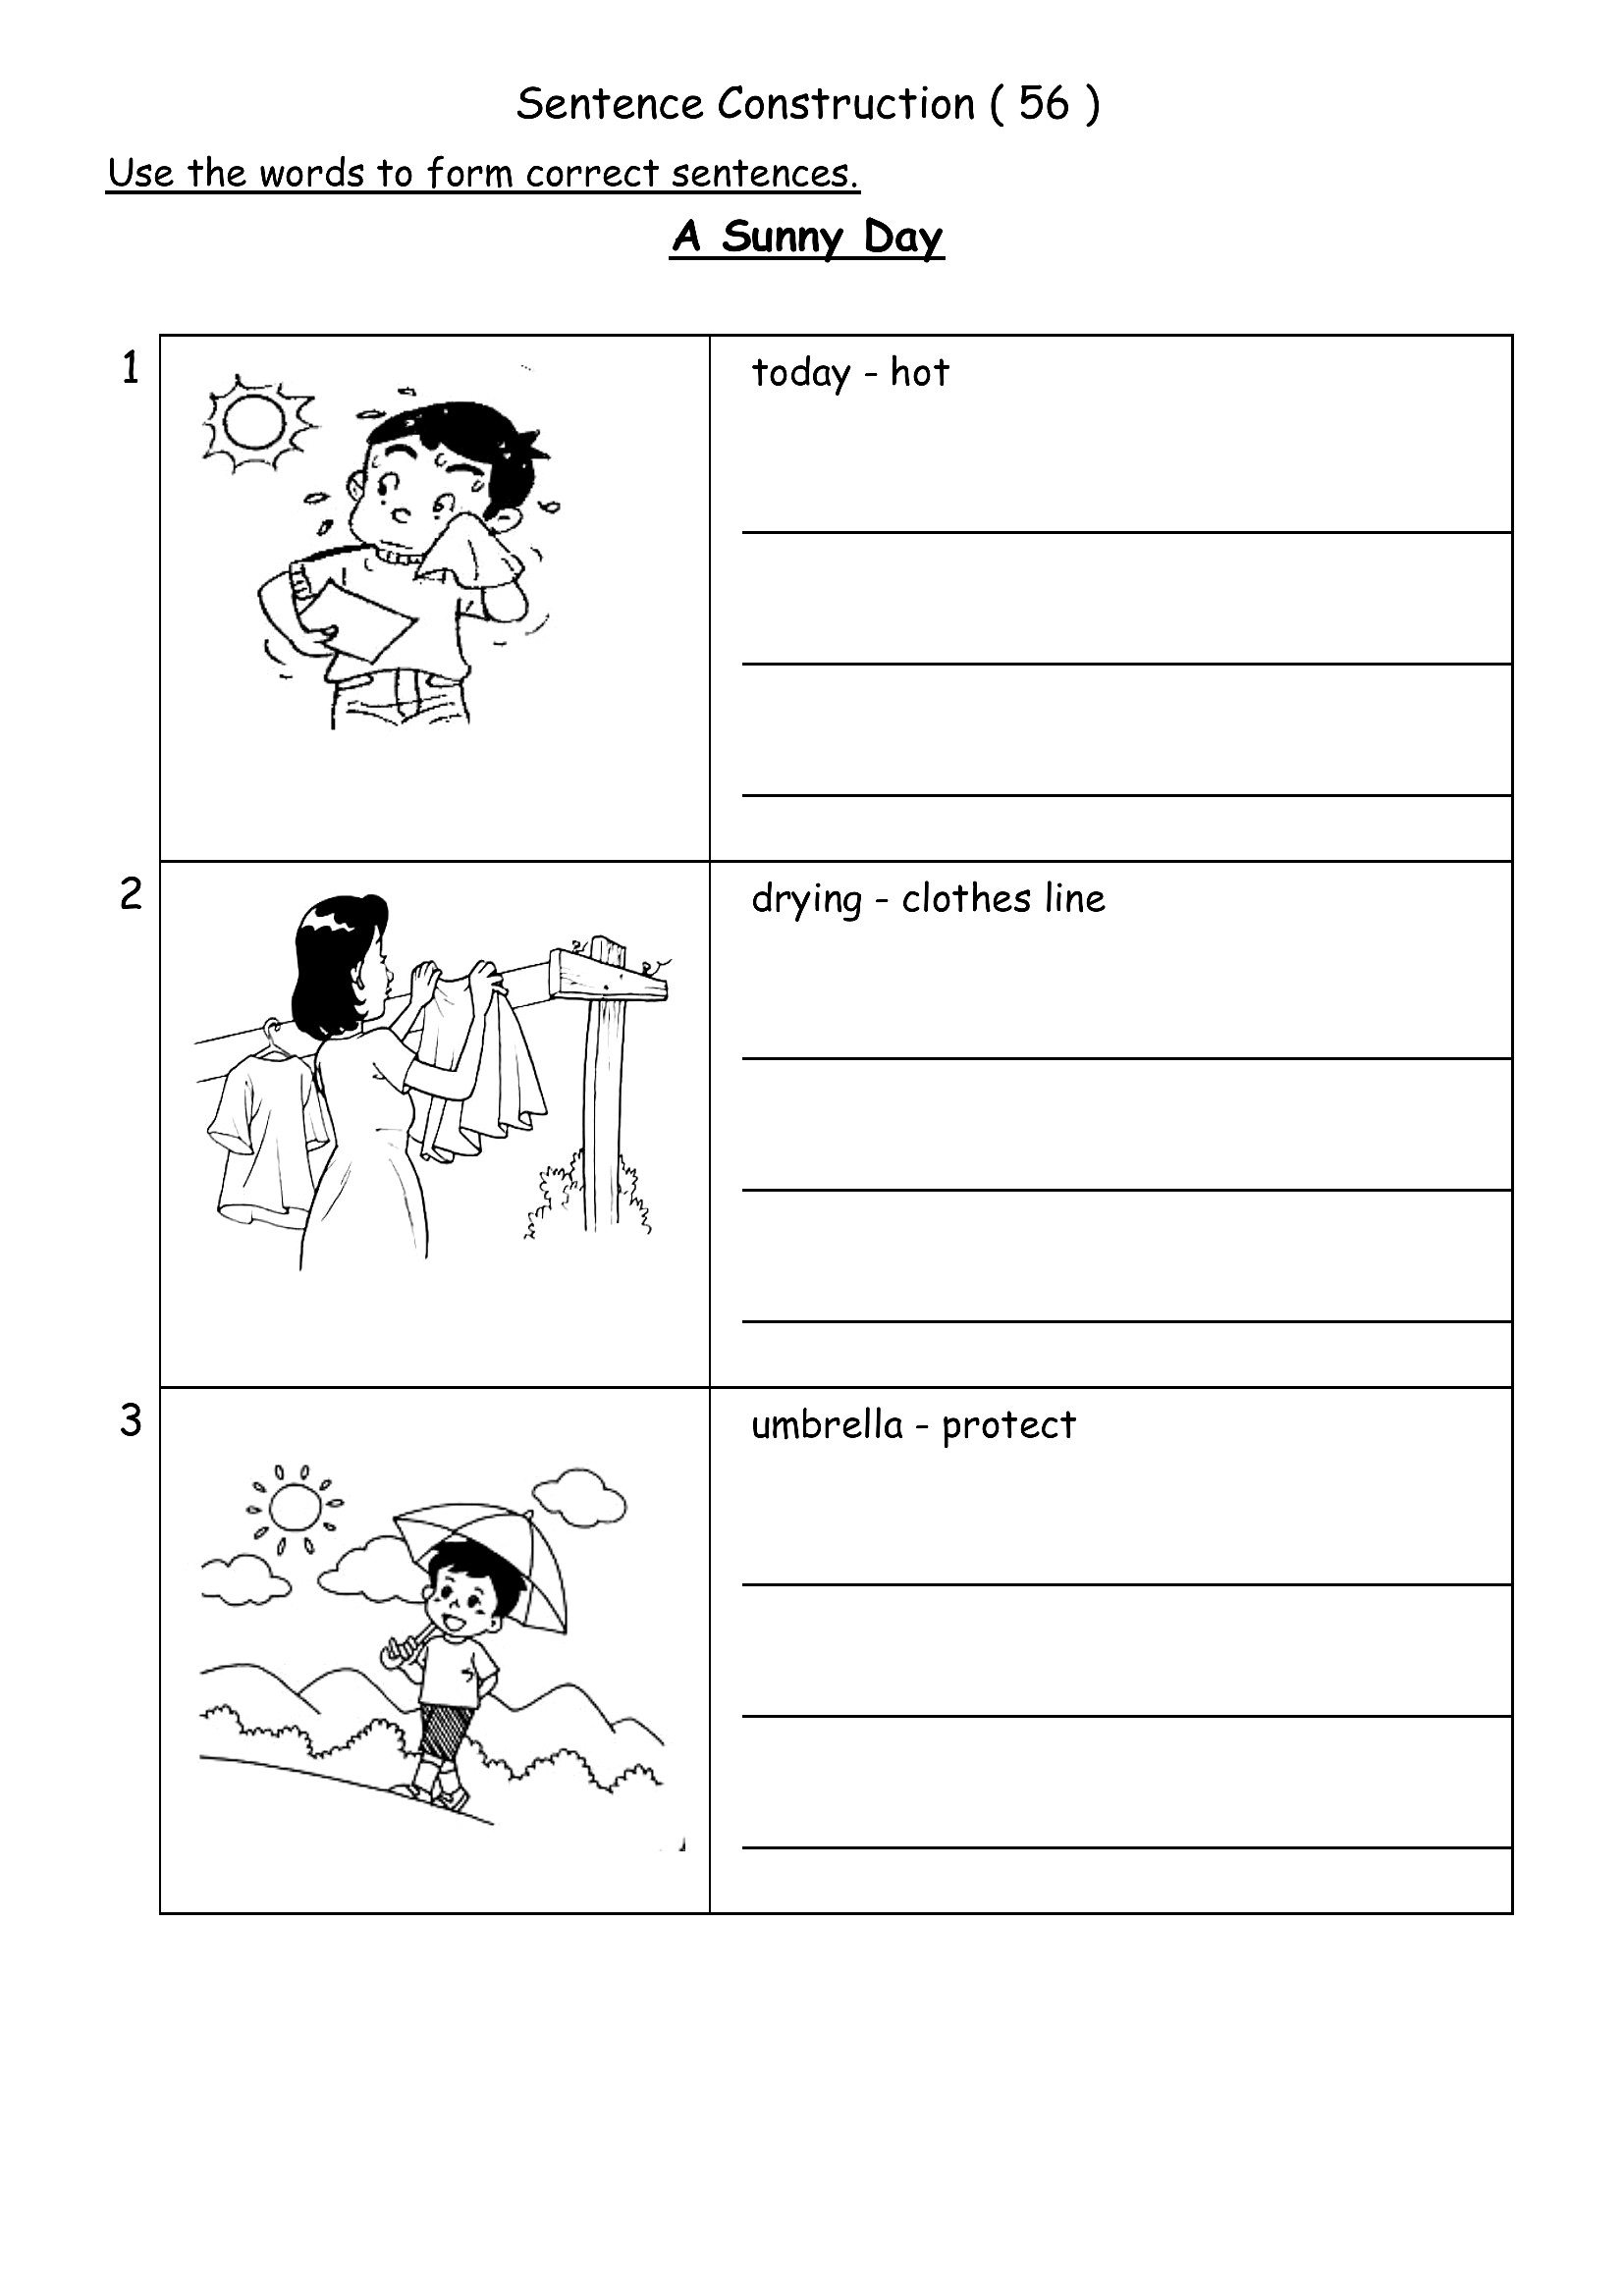 Sentence Construction ( 56 )
Use the words to form correct sentences.
A Sunny Day
1
today - hot
2
drying - clothes line
3
umbrella - protect